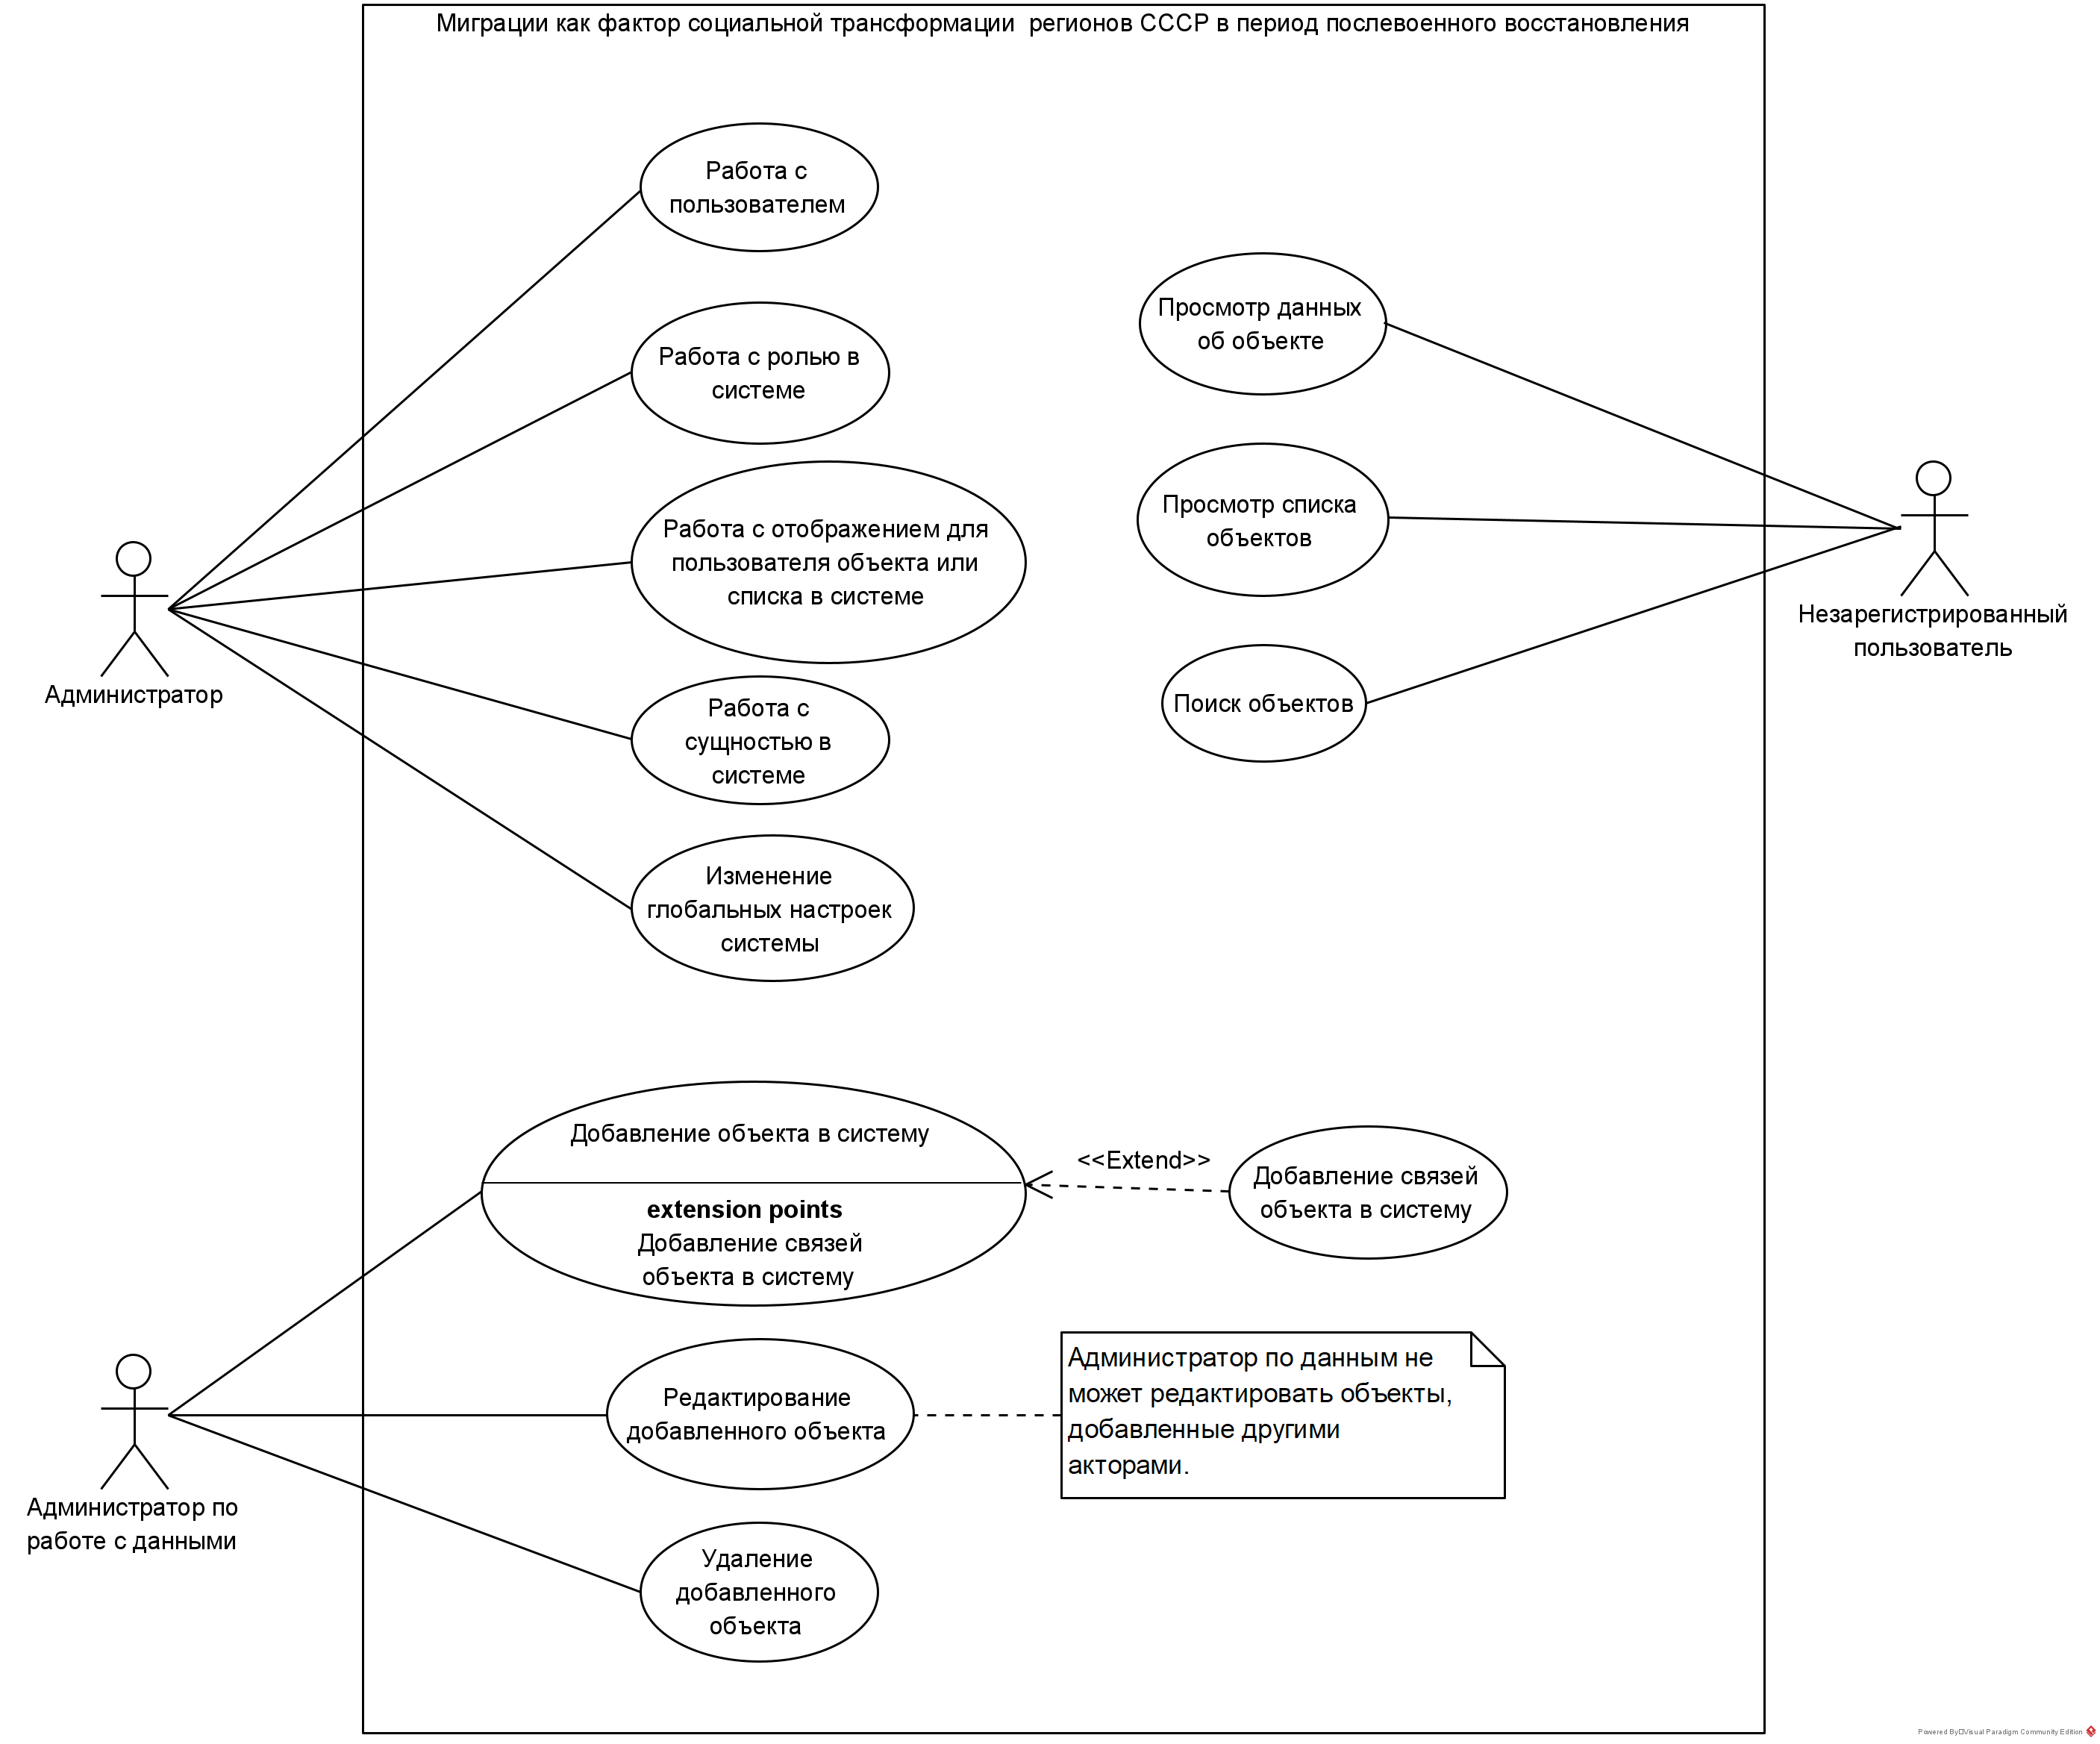 Миграции как фактор социальной трансформации  регионов СССР в период послевоенного восстановления
Работа с
пользователем
Работа с ролью в
системе
Работа с отображением для
пользователя объекта или
списка в системе
Работа с
сущностью в
системе
Изменение
глобальных настроек
системы
Администратор
Просмотр данных
об объекте
Просмотр списка
объектов
Поиск объектов
Незарегистрированный
пользователь
Добавление объекта в систему
extension points
Добавление связей
объекта в систему
<<Extend>>
Добавление связей
объекта в систему
Редактирование
добавленного объекта
Администратор по данным не
может редактировать объекты,
добавленные другими
акторами.
Удаление
добавленного
объекта
Администратор по
работе с данными
Powered By Visual Paradigm Community Edition